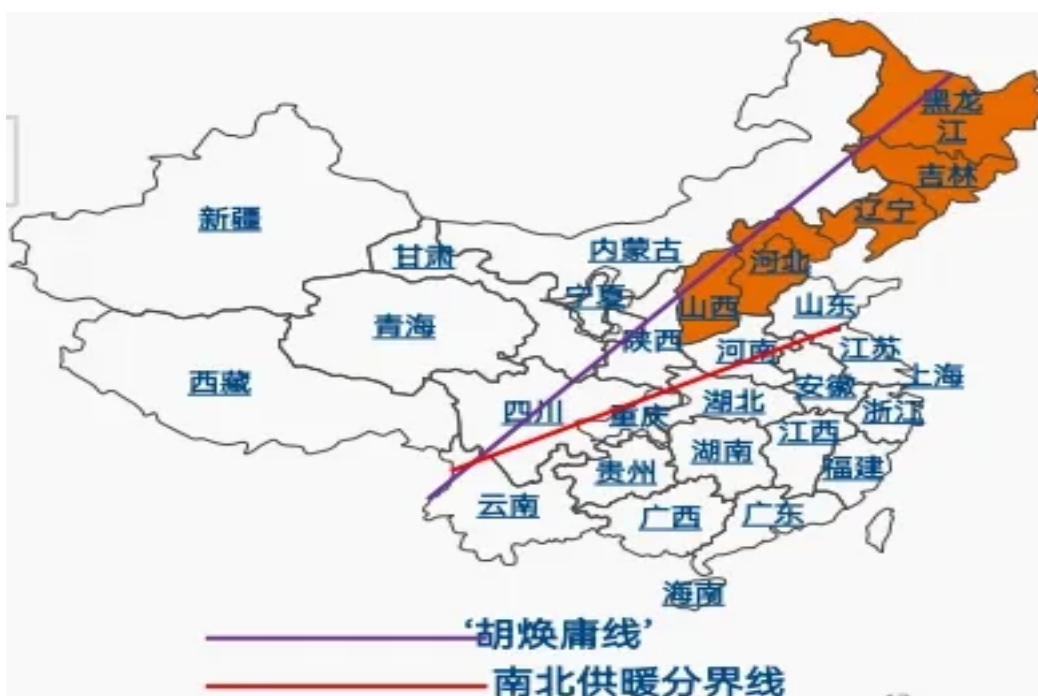 黑龙
江
吉林
辽宁
新疆
内蒙古
甘肃
河北
宁夏
山西
山东
青海
陕西
河南
江苏
西藏
上海
安徽
四川
重庆
湖北
浙江
江西
湖南
贵州
福建
云南
广西
广东
海南
‘胡焕庸线’
南北供暖分界线